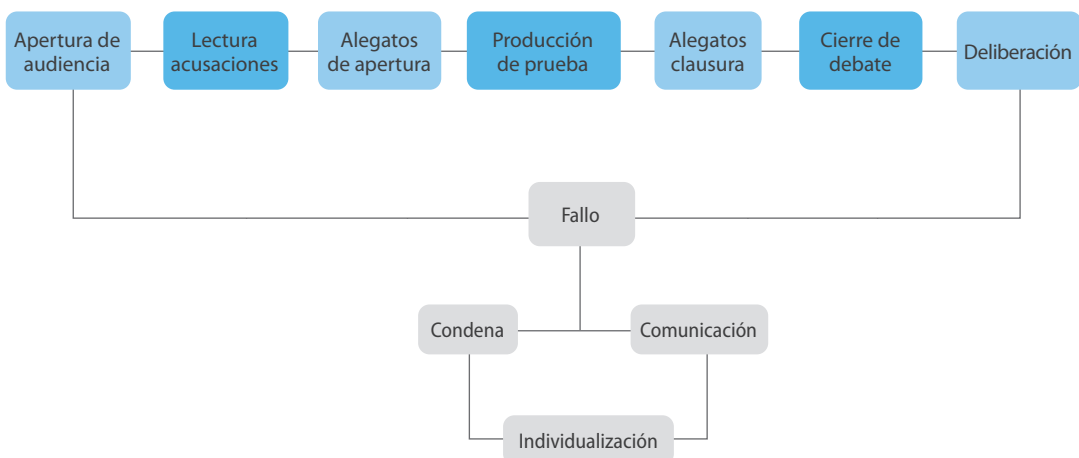 Apertura de
audiencia
Lectura
acusaciones
Alegatos
de apertura
Producción
de prueba
Alegatos
clausura
Cierre de
debate
Deliberación
Fallo
Condena
Comunicación
Individualización